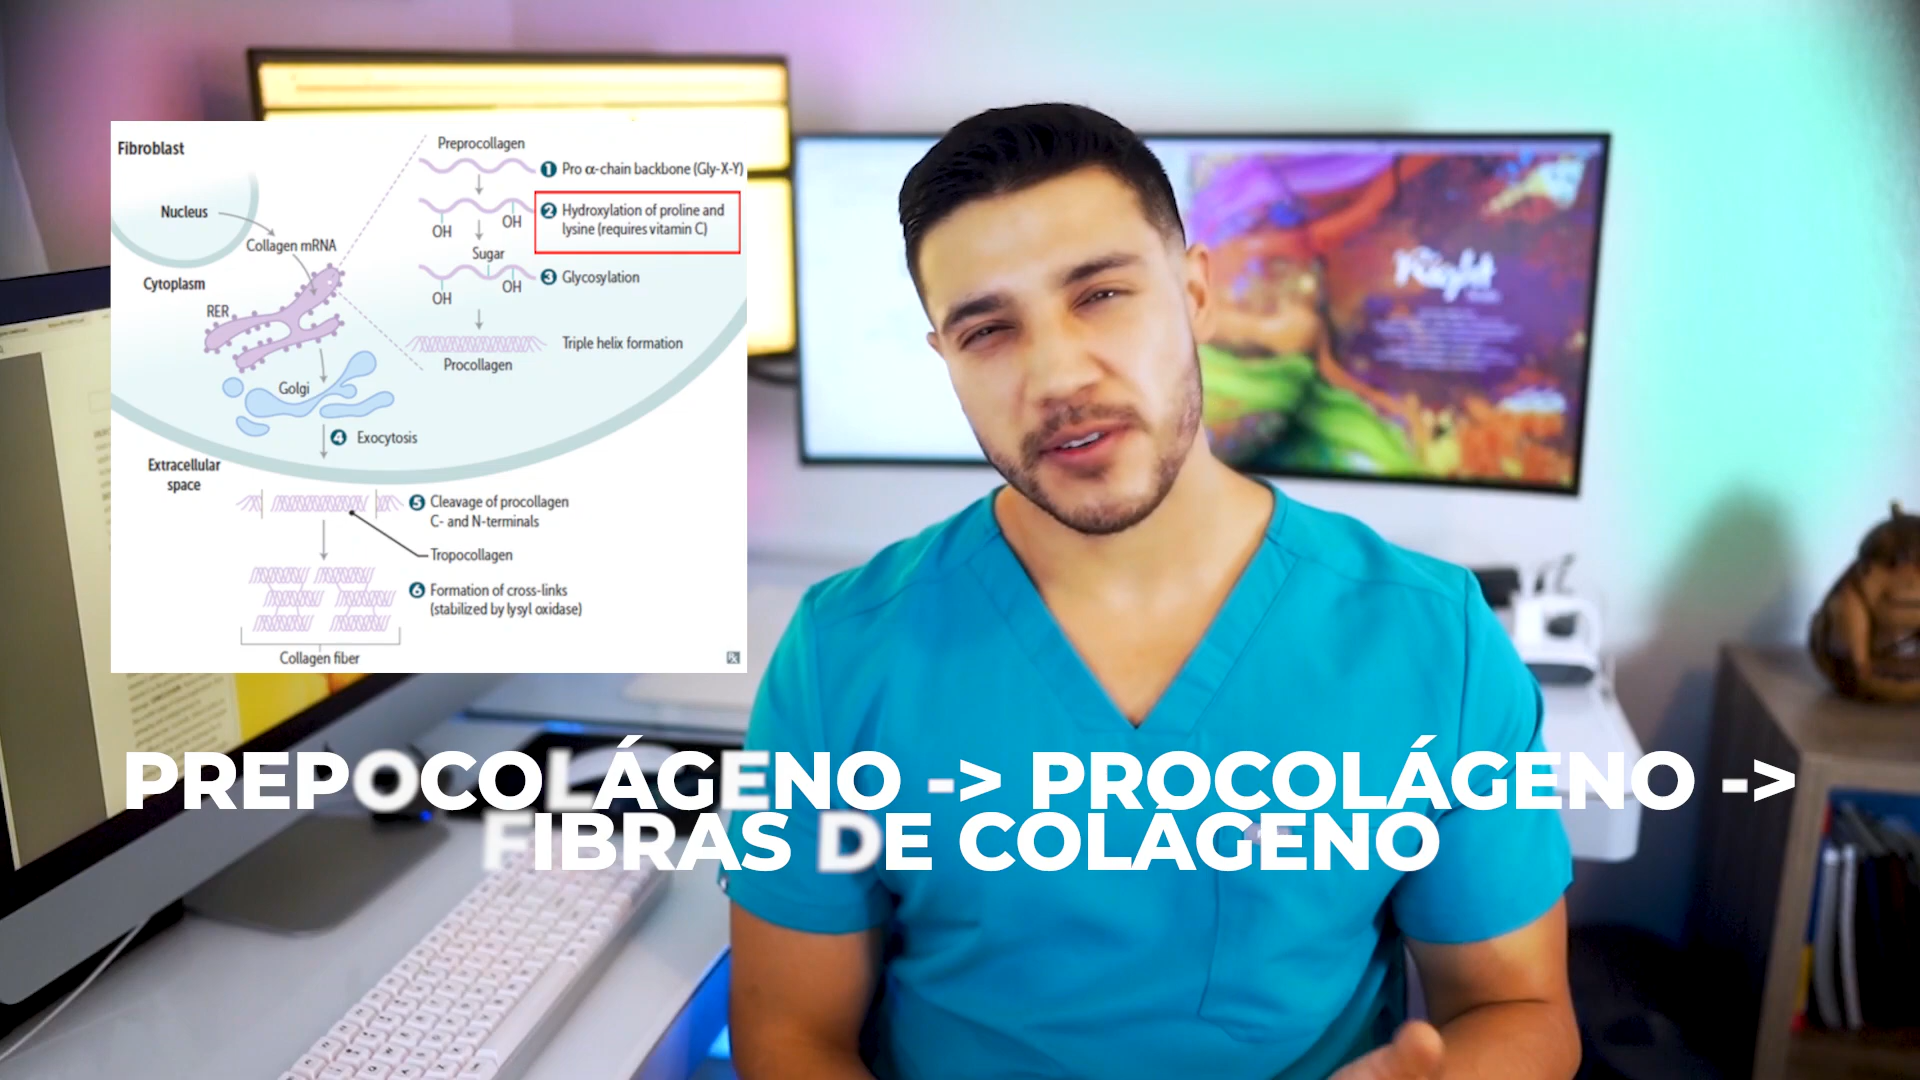 Fibroblast
Nucleus
Collagen mRNA
Cytoplasm
RER
Golgi
4 Exocytosis
Extracellular
space
Preprocollagen
1 Pro α-chain backbone (Gly-X-Y)
OH
OH
2 Hydroxylation of proline and
lysine (requires vitamin C)
Sugar
OH
OH
3 Glycosylation
Triple helix formation
Procollagen
5 Cleavage of procollagen
C- and N-terminals
Tropocollagen
6 Formation of cross-links
(stabilized by lysyl oxidase)
Collagen fiber
Night
PREPOCOLÁGENO -> PROCOLÁGENO ->
FIBRAS DE COLÁGENO